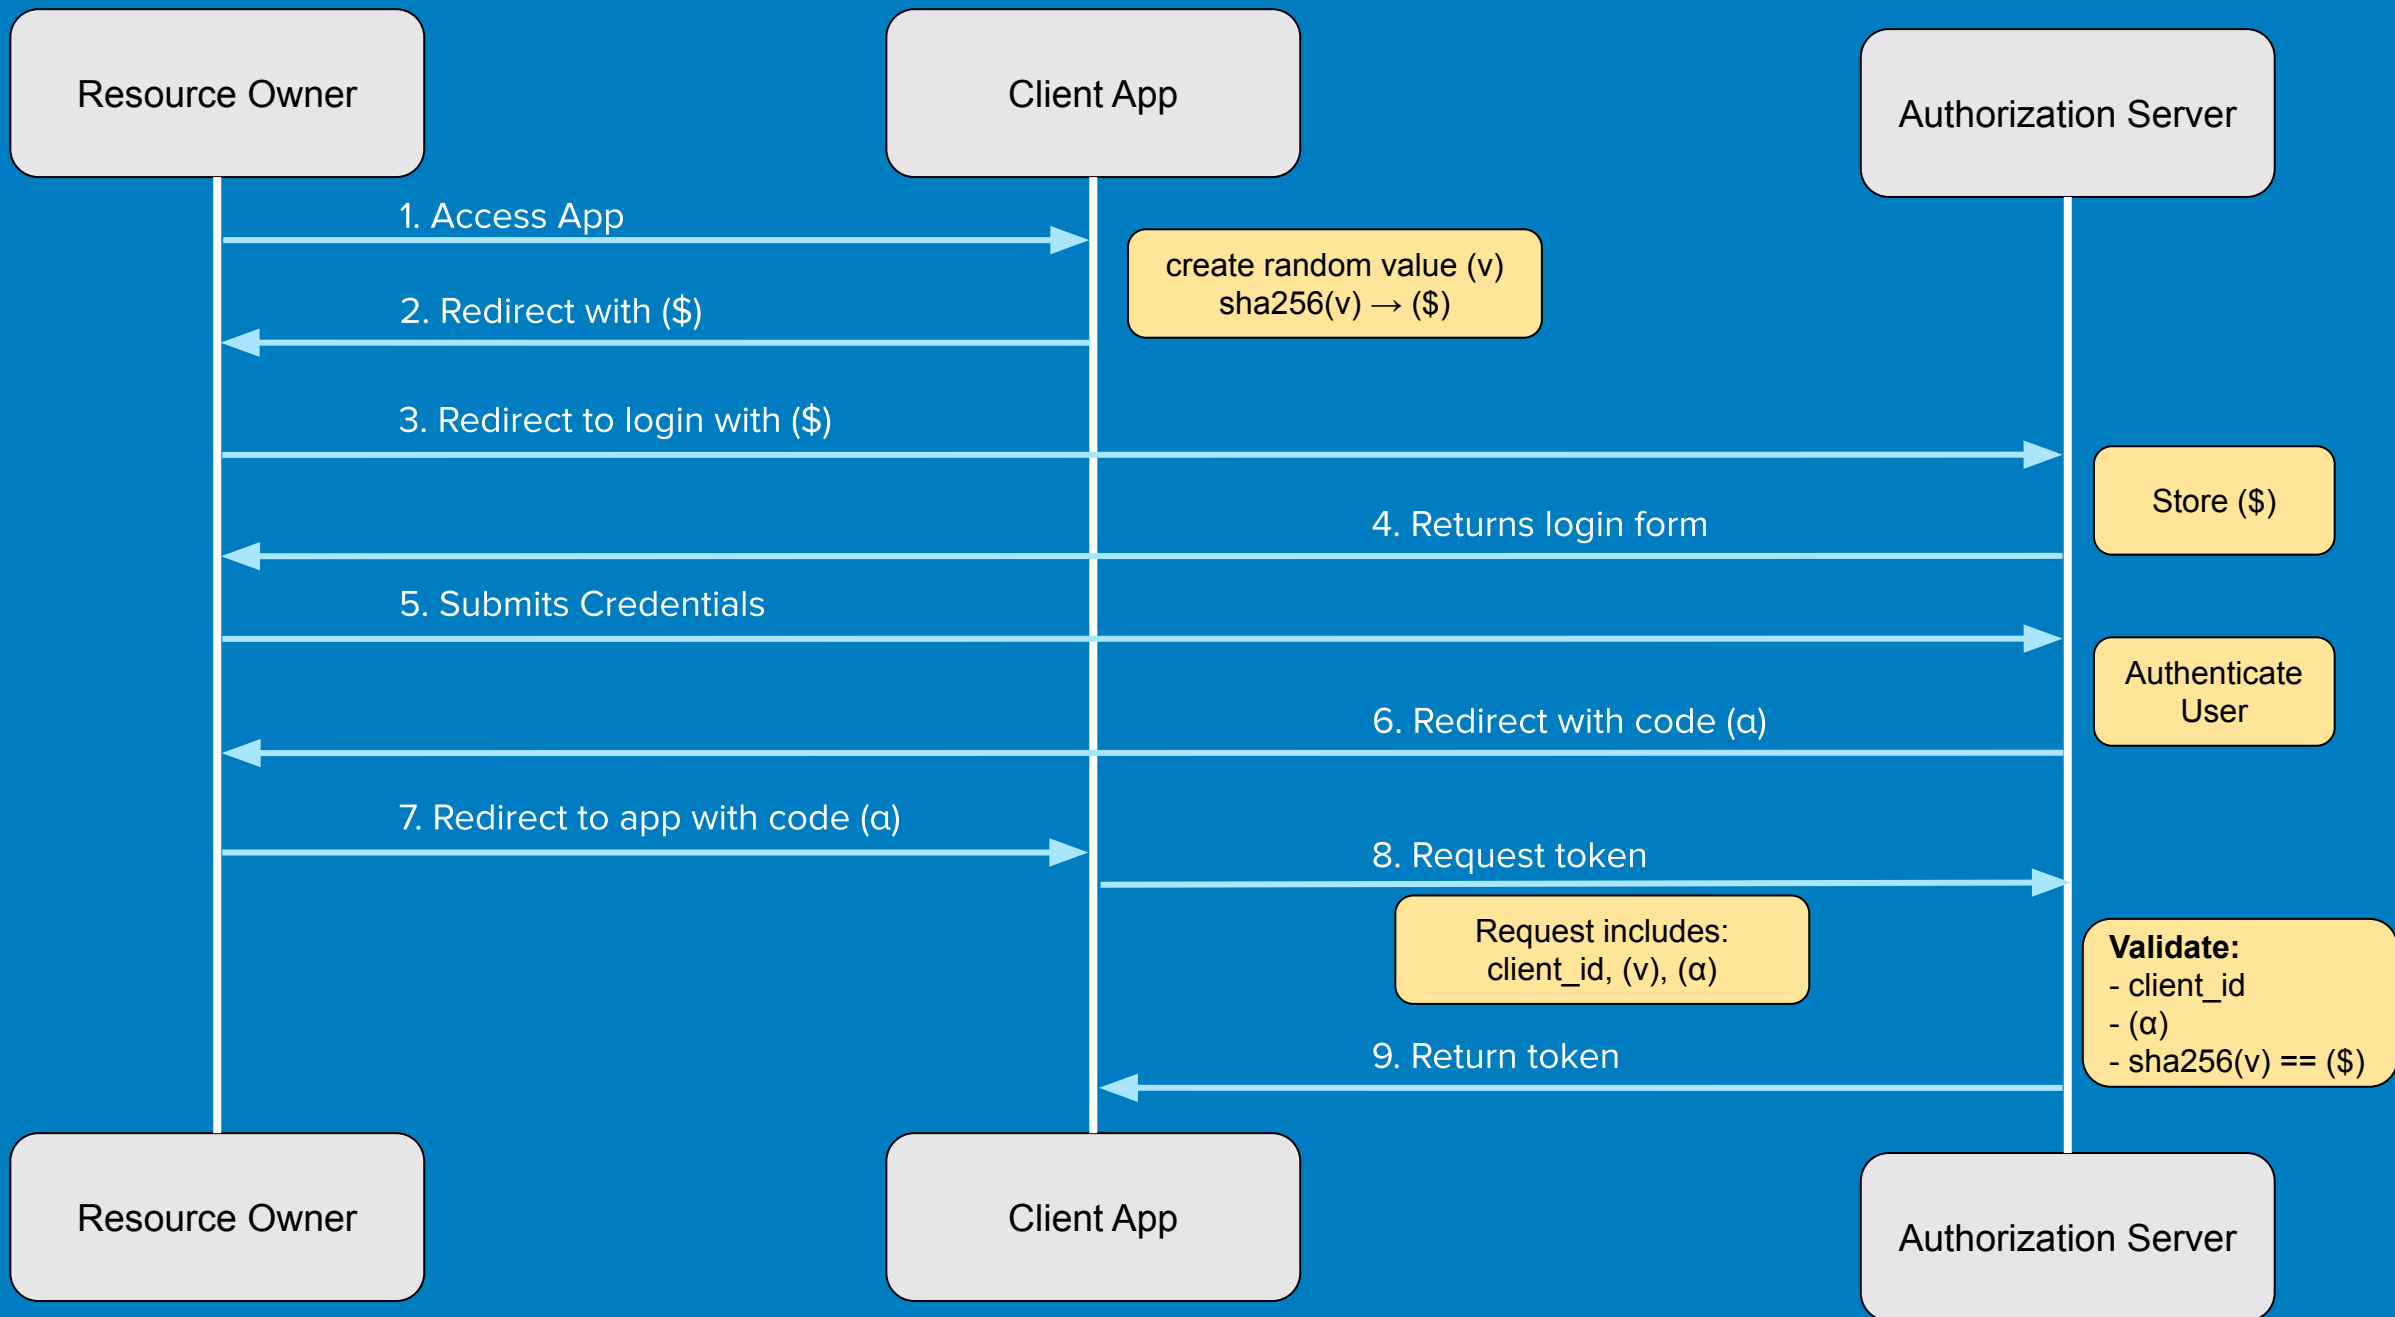 Resource Owner
Client App
Authorization Server
1. Access App
create random value (v)
sha256(v) → ($)
2. Redirect with ($)
3. Redirect to login with ($)
Store ($)
4. Returns login form
5. Submits Credentials
Authenticate
User
6. Redirect with code (α)
7. Redirect to app with code (α)
8. Request token
Request includes:
client_id, (v), (α)
Validate:
- client_id
- (α)
- sha256(v) == ($)
9. Return token
Resource Owner
Client App
Authorization Server